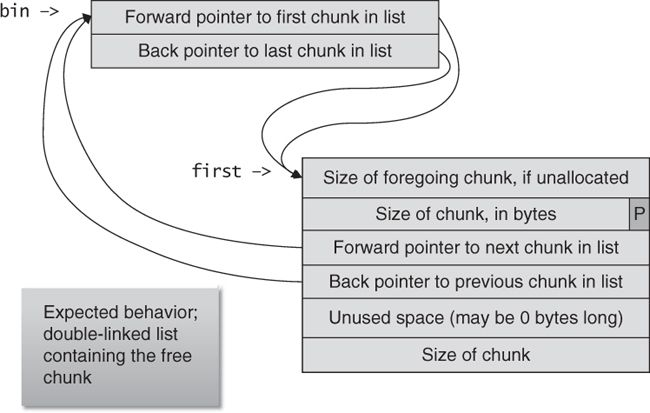 bin –>
Forward pointer to first chunk in list
Back pointer to last chunk in list
first –>
Size of foregoing chunk, if unallocated
Size of chunk, in bytes P
Forward pointer to next chunk in list
Back pointer to previous chunk in list
Unused space (may be 0 bytes long)
Size of chunk
Expected behavior;
double-linked list
containing the free
chunk